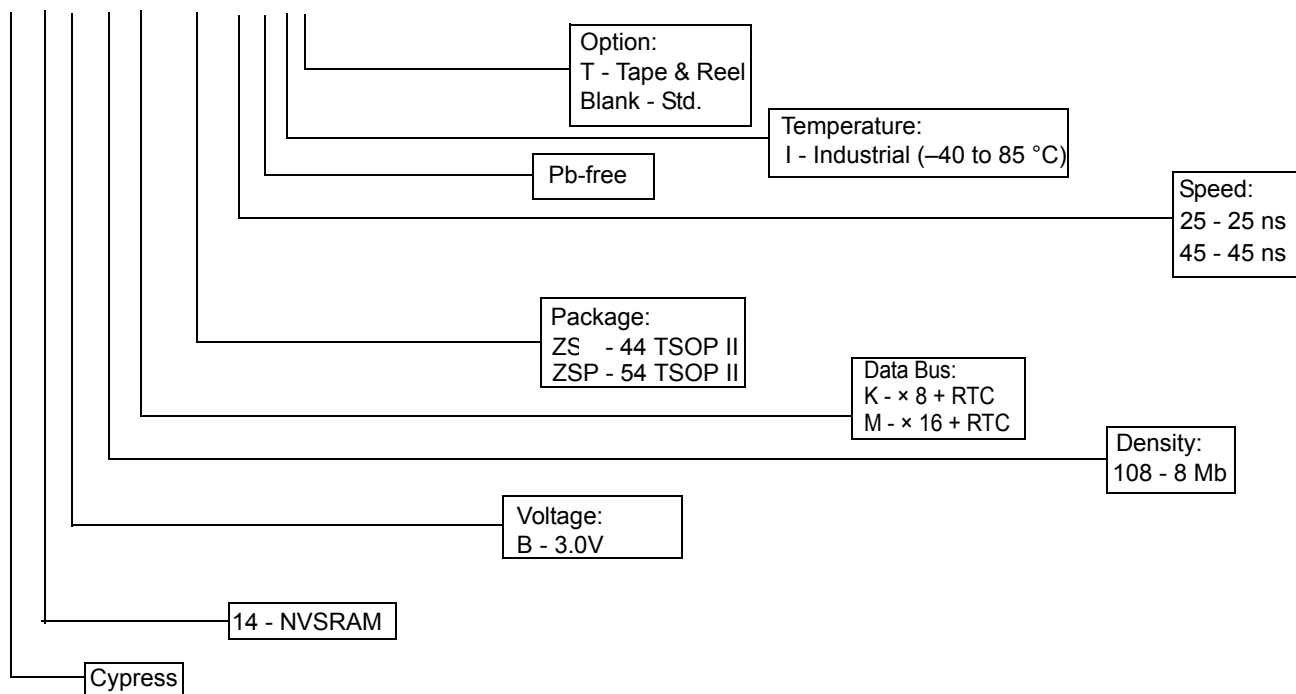 Option:
T - Tape & Reel
Blank - Std.
Temperature:
I - Industrial (–40 to 85 °C)
Pb-free
Speed:
25 - 25 ns
45 - 45 ns
Package:
ZS - 44 TSOP II
ZSP - 54 TSOP II
Data Bus:
K - × 8 + RTC
M - × 16 + RTC
Density:
108 - 8 Mb
Voltage:
B - 3.0V
14 - NVSRAM
Cypress